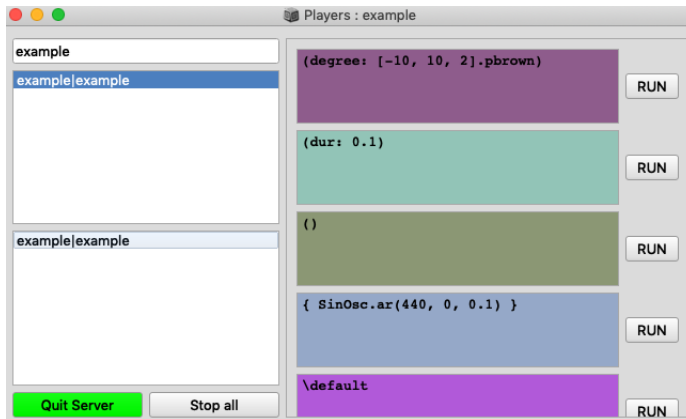 Players : example
example
example|example
example|example
Quit Server
Stop all
(degree: [-10, 10, 2].pbrown)
RUN
(dur: 0.1)
RUN
()
RUN
{ SinOsc.ar(440, 0, 0.1) }
RUN
\default
RUN